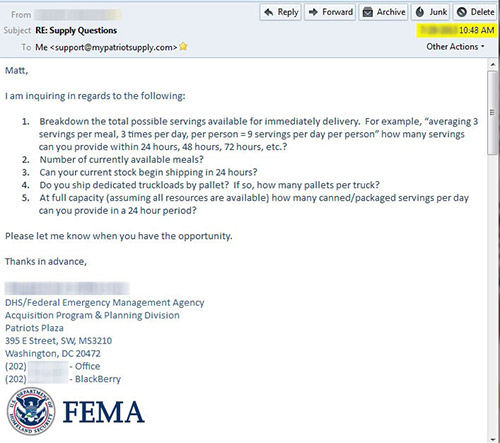 Reply Forward Archive Junk Delete
From
Subject RE: Supply Questions 10:48 AM
To Me <support@mypatriotsupply.com> Other Actions
Matt,
I am inquiring in regards to the following:
1. Breakdown the total possible servings available for immediately delivery. For example, "averaging 3
servings per meal, 3 times per day, per person = 9 servings per day per person" how many servings
can you provide within 24 hours, 48 hours, 72 hours, etc.?
2. Number of currently available meals?
3. Can your current stock begin shipping in 24 hours?
4. Do you ship dedicated truckloads by pallet? If so, how many pallets per truck?
5. At full capacity (assuming all resources are available) how many canned/packaged servings per day
can you provide in a 24 hour period?
Please let me know when you have the opportunity.
Thanks in advance,
DHS/Federal Emergency Management Agency
Acquisition Program & Planning Division
Patriots Plaza
395 E Street, SW, MS3210
Washington, DC 20472
(202) - Office
(202) - BlackBerry
U.S. DEPARTMENT OF HOMELAND SECURITY
FEMA